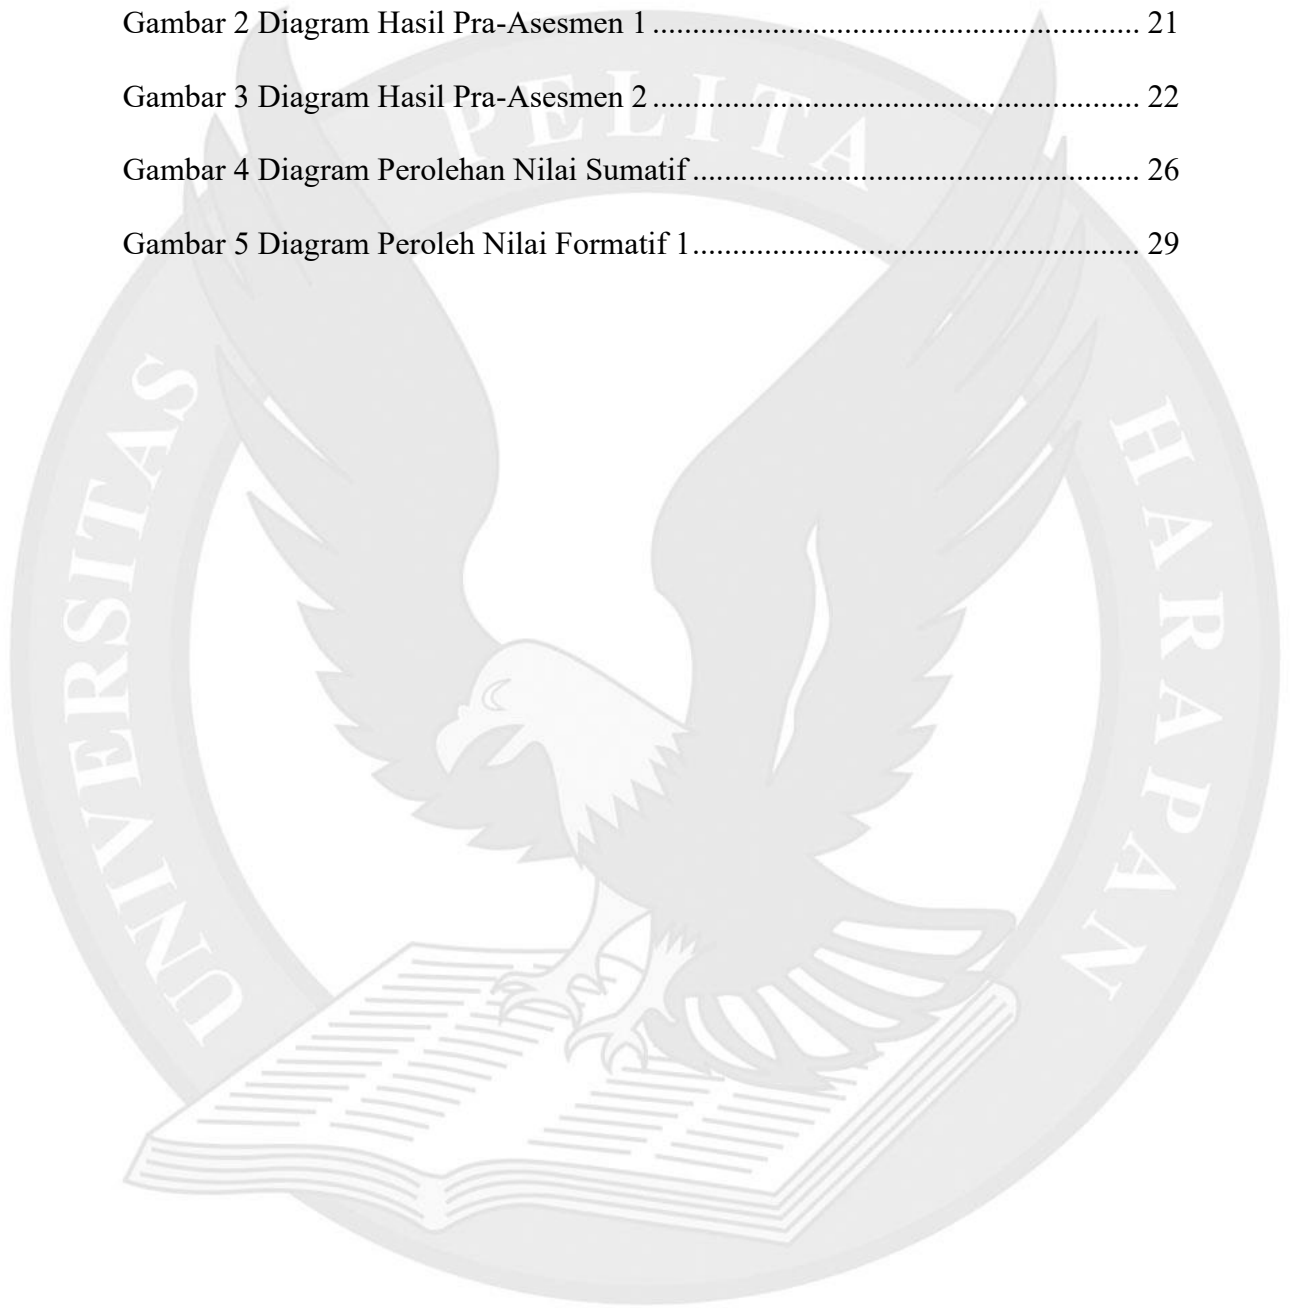 Gambar 2 Diagram Hasil Pra-Asesmen 1 ............................................................. 21
Gambar 3 Diagram Hasil Pra-Asesmen 2 ............................................................. 22
Gambar 4 Diagram Perolehan Nilai Sumatif ........................................................ 26
Gambar 5 Diagram Peroleh Nilai Formatif 1 ........................................................ 29
UNIVERSITAS PELITA HARAPAN